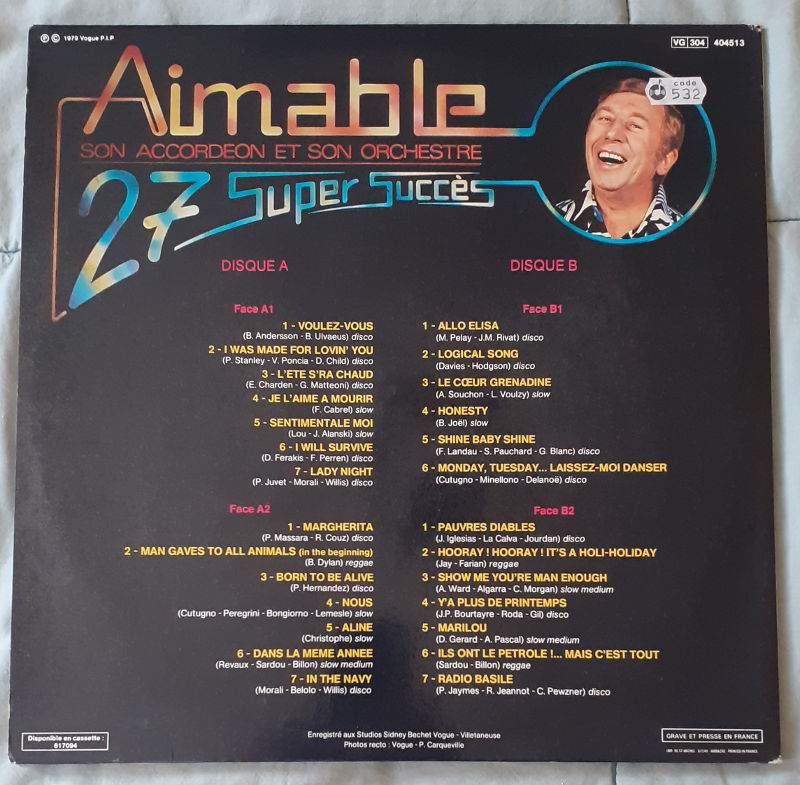 ℗ © 1979 Vogue P.I.P
VG 304 404513
code
532
Aimable
SON ACCORDEON ET SON ORCHESTRE
27 Super Succès
DISQUE A
Face A1
1 - VOULEZ-VOUS
(B. Andersson - B. Ulvaeus) disco
2 - I WAS MADE FOR LOVIN' YOU
(P. Stanley - V. Poncia - D. Child) disco
3 - L'ETE S'RA CHAUD
(E. Charden - G. Matteoni) disco
4 - JE L'AIME A MOURIR
(F. Cabrel) slow
5 - SENTIMENTALE MOI
(Lou - J. Alanski) slow
6 - I WILL SURVIVE
(D. Ferakis - F. Perren) disco
7 - LADY NIGHT
(P. Juvet - Morali - Willis) disco
Face A2
1 - MARGHERITA
(P. Massara - R. Couz) disco
2 - MAN GAVES TO ALL ANIMALS (in the beginning)
(B. Dylan) reggae
3 - BORN TO BE ALIVE
(P. Hernandez) disco
4 - NOUS
(Cutugno - Peregrini - Bongiorno - Lemesle) slow
5 - ALINE
(Christophe) slow
6 - DANS LA MEME ANNEE
(Revaux - Sardou - Billon) slow medium
7 - IN THE NAVY
(Morali - Belolo - Willis) disco
DISQUE B
Face B1
1 - ALLO ELISA
(M. Pelay - J.M. Rivat) disco
2 - LOGICAL SONG
(Davies - Hodgson) disco
3 - LE CŒUR GRENADINE
(A. Souchon - L. Voulzy) slow
4 - HONESTY
(B. Joël) slow
5 - SHINE BABY SHINE
(F. Landau - S. Pauchard - G. Blanc) disco
6 - MONDAY, TUESDAY... LAISSEZ-MOI DANSER
(Cutugno - Minellono - Delanoë) disco
Face B2
1 - PAUVRES DIABLES
(J. Iglesias - La Calva - Jourdan) disco
2 - HOORAY ! HOORAY ! IT'S A HOLI-HOLIDAY
(Jay - Farian) reggae
3 - SHOW ME YOU'RE MAN ENOUGH
(A. Ward - Algarra - C. Morgan) slow medium
4 - Y'A PLUS DE PRINTEMPS
(J.P. Bourtayre - Roda - Gil) disco
5 - MARILOU
(D. Gerard - A. Pascal) slow medium
6 - ILS ONT LE PETROLE !... MAIS C'EST TOUT
(Sardou - Billon) reggae
7 - RADIO BASILE
(P. Jaymes - R. Jeannot - C. Pewzner) disco
Disponible en cassette :
817094
Enregistré aux Studios Sidney Bechet Vogue - Villetaneuse
Photos recto : Vogue - P. Carqueville
GRAVE ET PRESSE EN FRANCE
PRINTED IN FRANCE